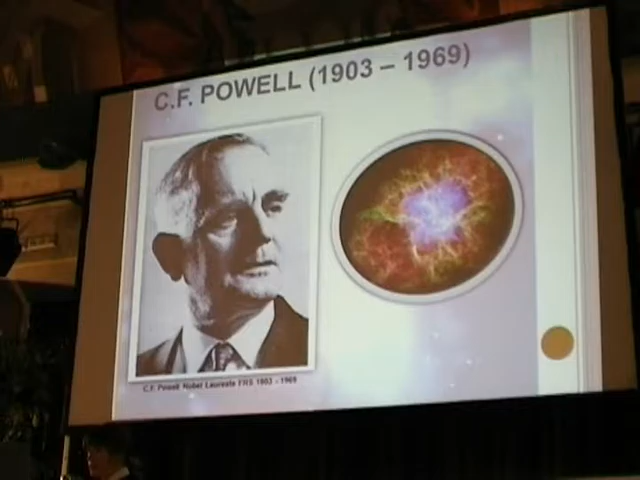 C.F. POWELL (1903 – 1969)
C.F. Powell Nobel Laureate FRS 1903 - 1969